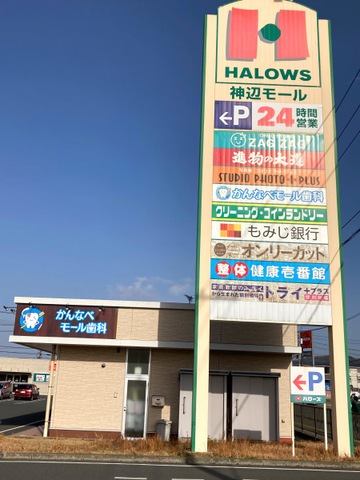 H
HALOWS
神辺モール
←P 24時間営業
ZAG ZAG
進物の大進
STUDIO PHOTO-I-PLUS
かんなべモール歯科
クリーニング・コインランドリー
もみじ銀行
オンリーカット
整体 健康壱番館
トライ+プラス
かんなべ
モール歯科
←P
ハローズ